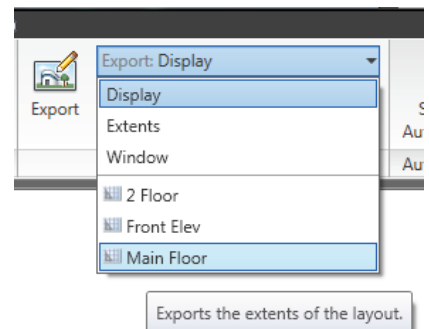 Export: Display
Export
Display
Extents
Window
2 Floor
Front Elev
Main Floor
Exports the extents of the layout.